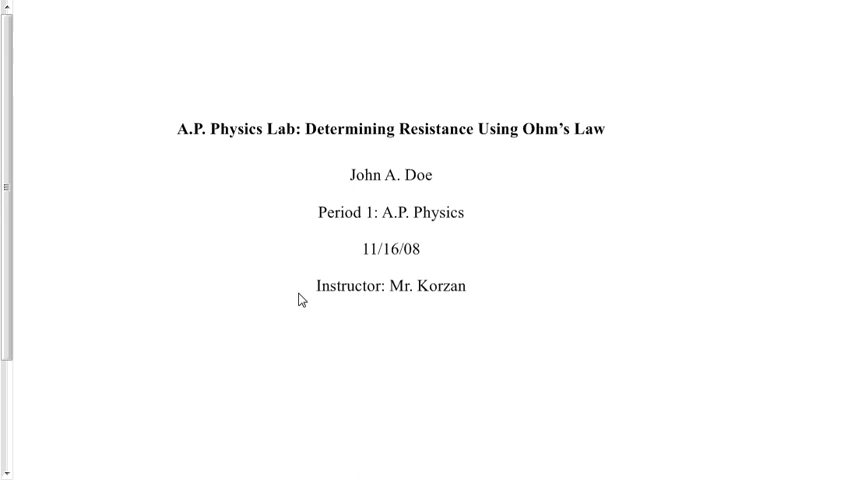 A.P. Physics Lab: Determining Resistance Using Ohm’s Law
John A. Doe
Period 1: A.P. Physics
11/16/08
Instructor: Mr. Korzan